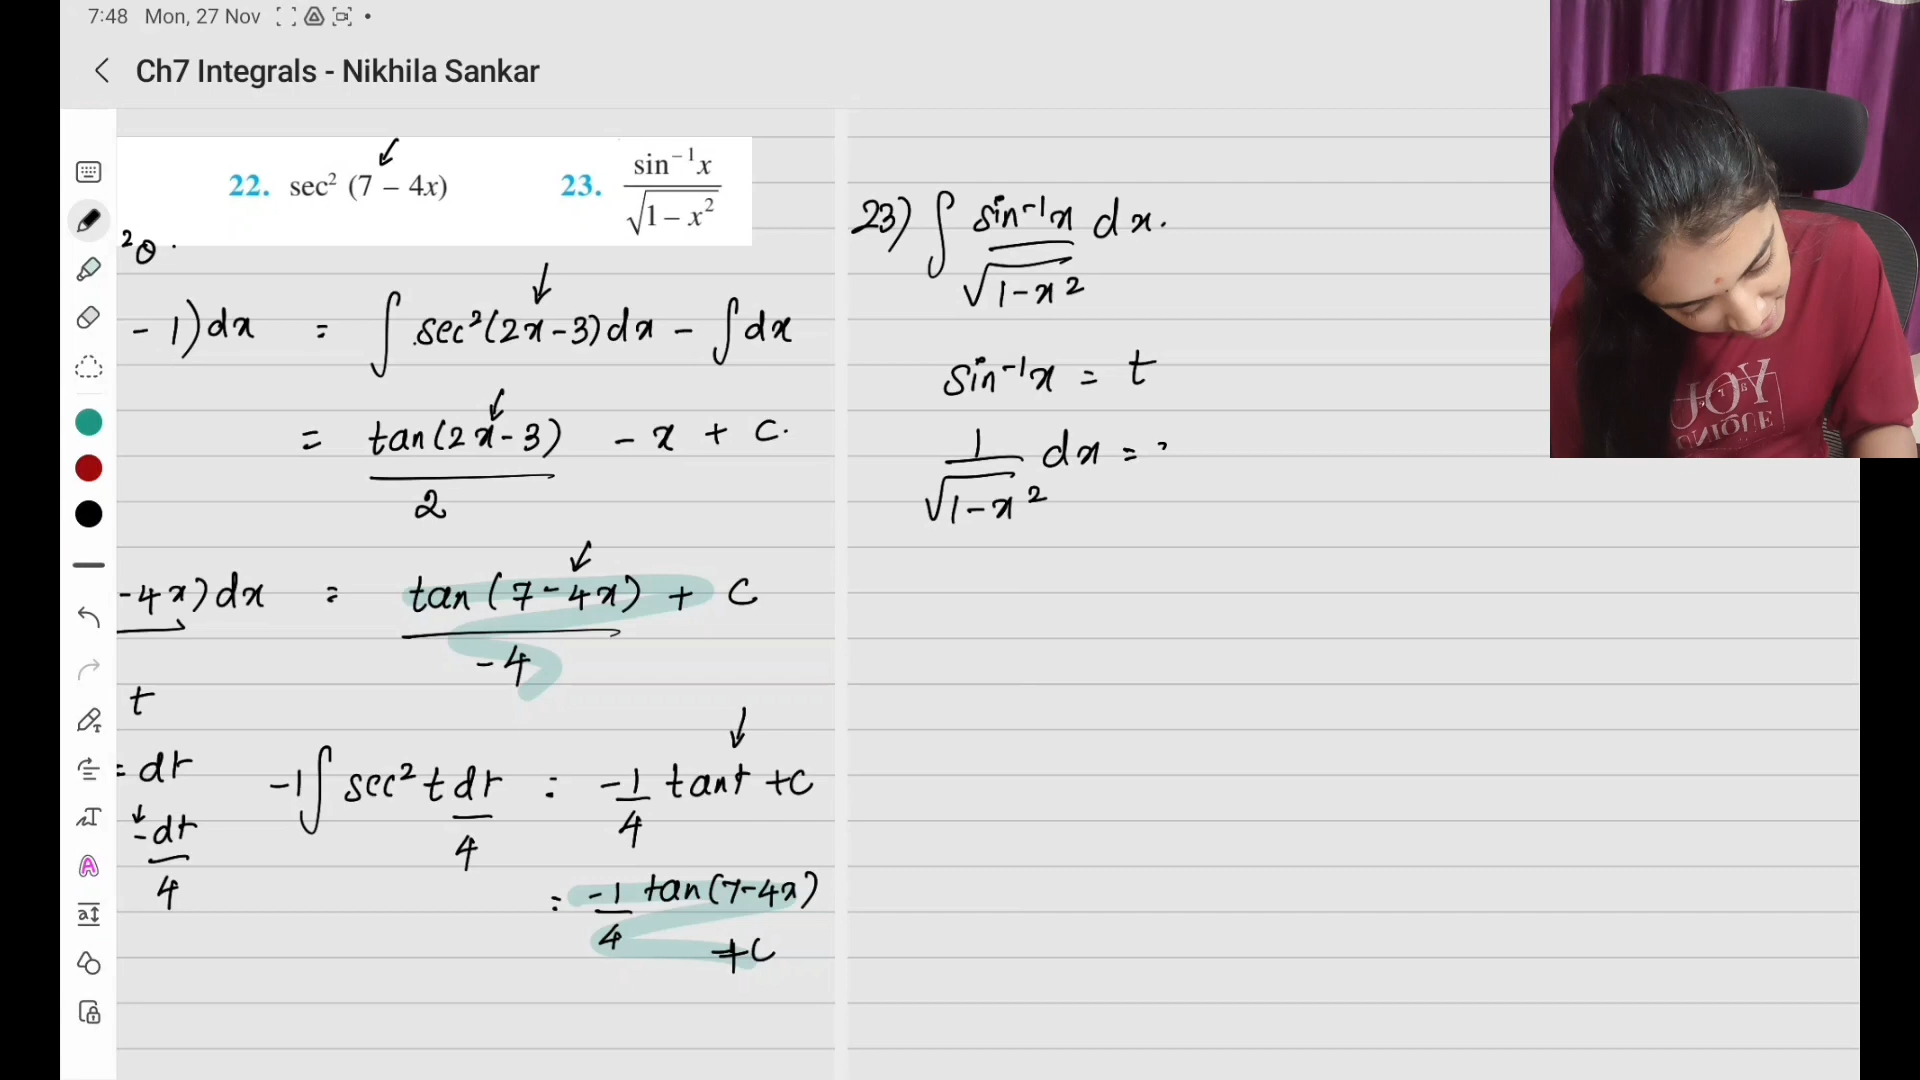 7:48 Mon, 27 Nov
Ch7 Integrals - Nikhila Sankar
22. sec² (7 – 4x) 23. sin⁻¹x / √(1 – x²)
²θ.
- 1) dx = ∫ sec²(2x-3) dx - ∫ dx
= tan(2x-3) / 2 - x + c.
-4x) dx = tan(7-4x) / -4 + C
t
= dt
-dt / 4
-1 ∫ sec² t dt / 4 = -1/4 tan t + C
= -1/4 tan(7-4x) + C
23) ∫ sin⁻¹x / √(1-x²) dx.
sin⁻¹x = t
1 / √(1-x²) dx =
JOY